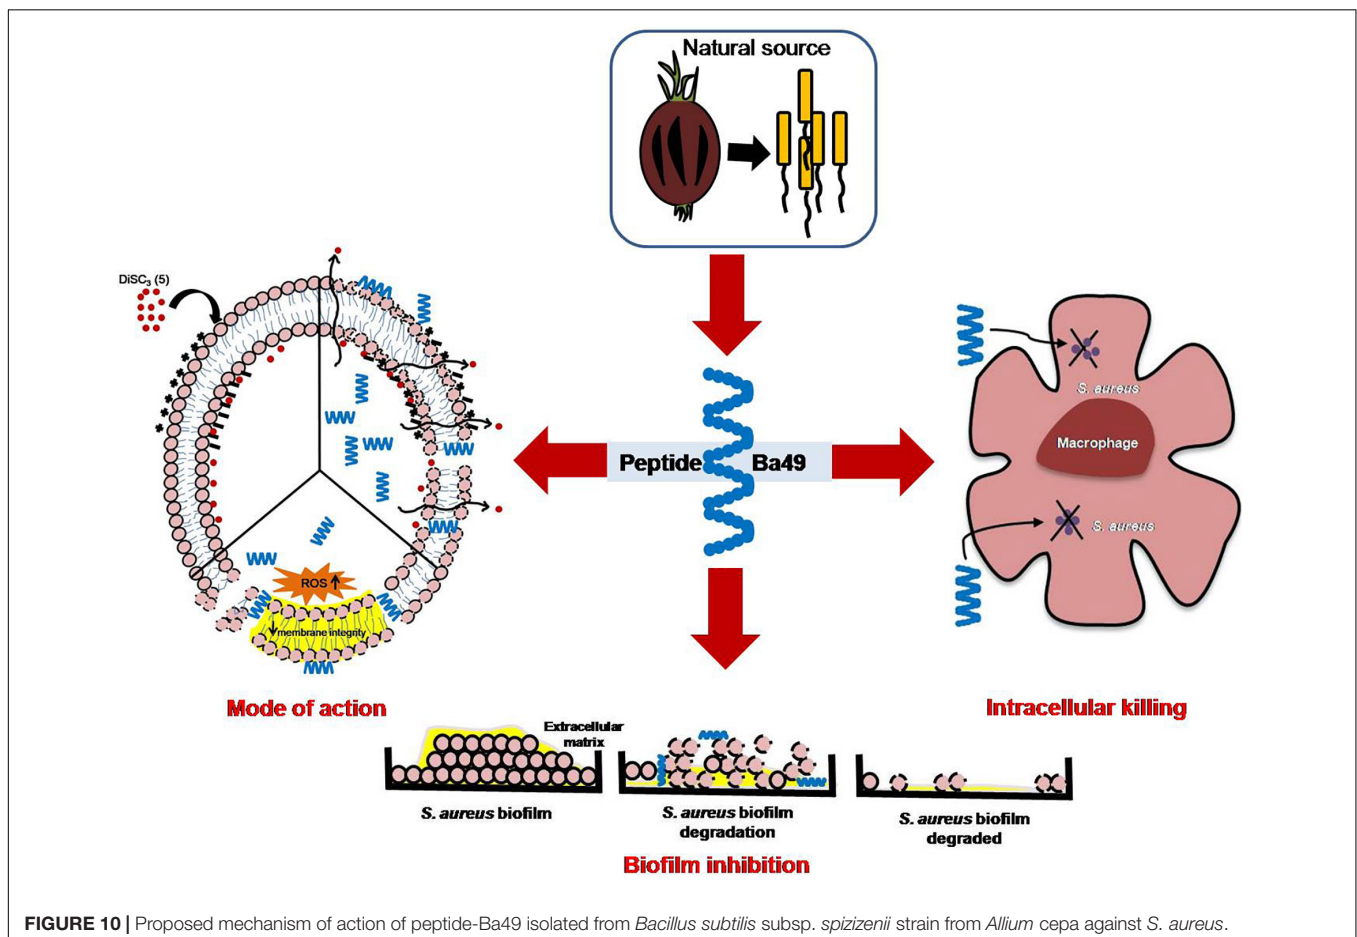 Natural source
DiSC₃ (5)
Peptide Ba49
S. aureus
Macrophage
S. aureus
ROS
membrane integrity
Mode of action
Intracellular killing
Extracellular
matrix
S. aureus biofilm
S. aureus biofilm
degradation
S. aureus biofilm
degraded
Biofilm inhibition
FIGURE 10 | Proposed mechanism of action of peptide-Ba49 isolated from Bacillus subtilis subsp. spizizenii strain from Allium cepa against S. aureus.